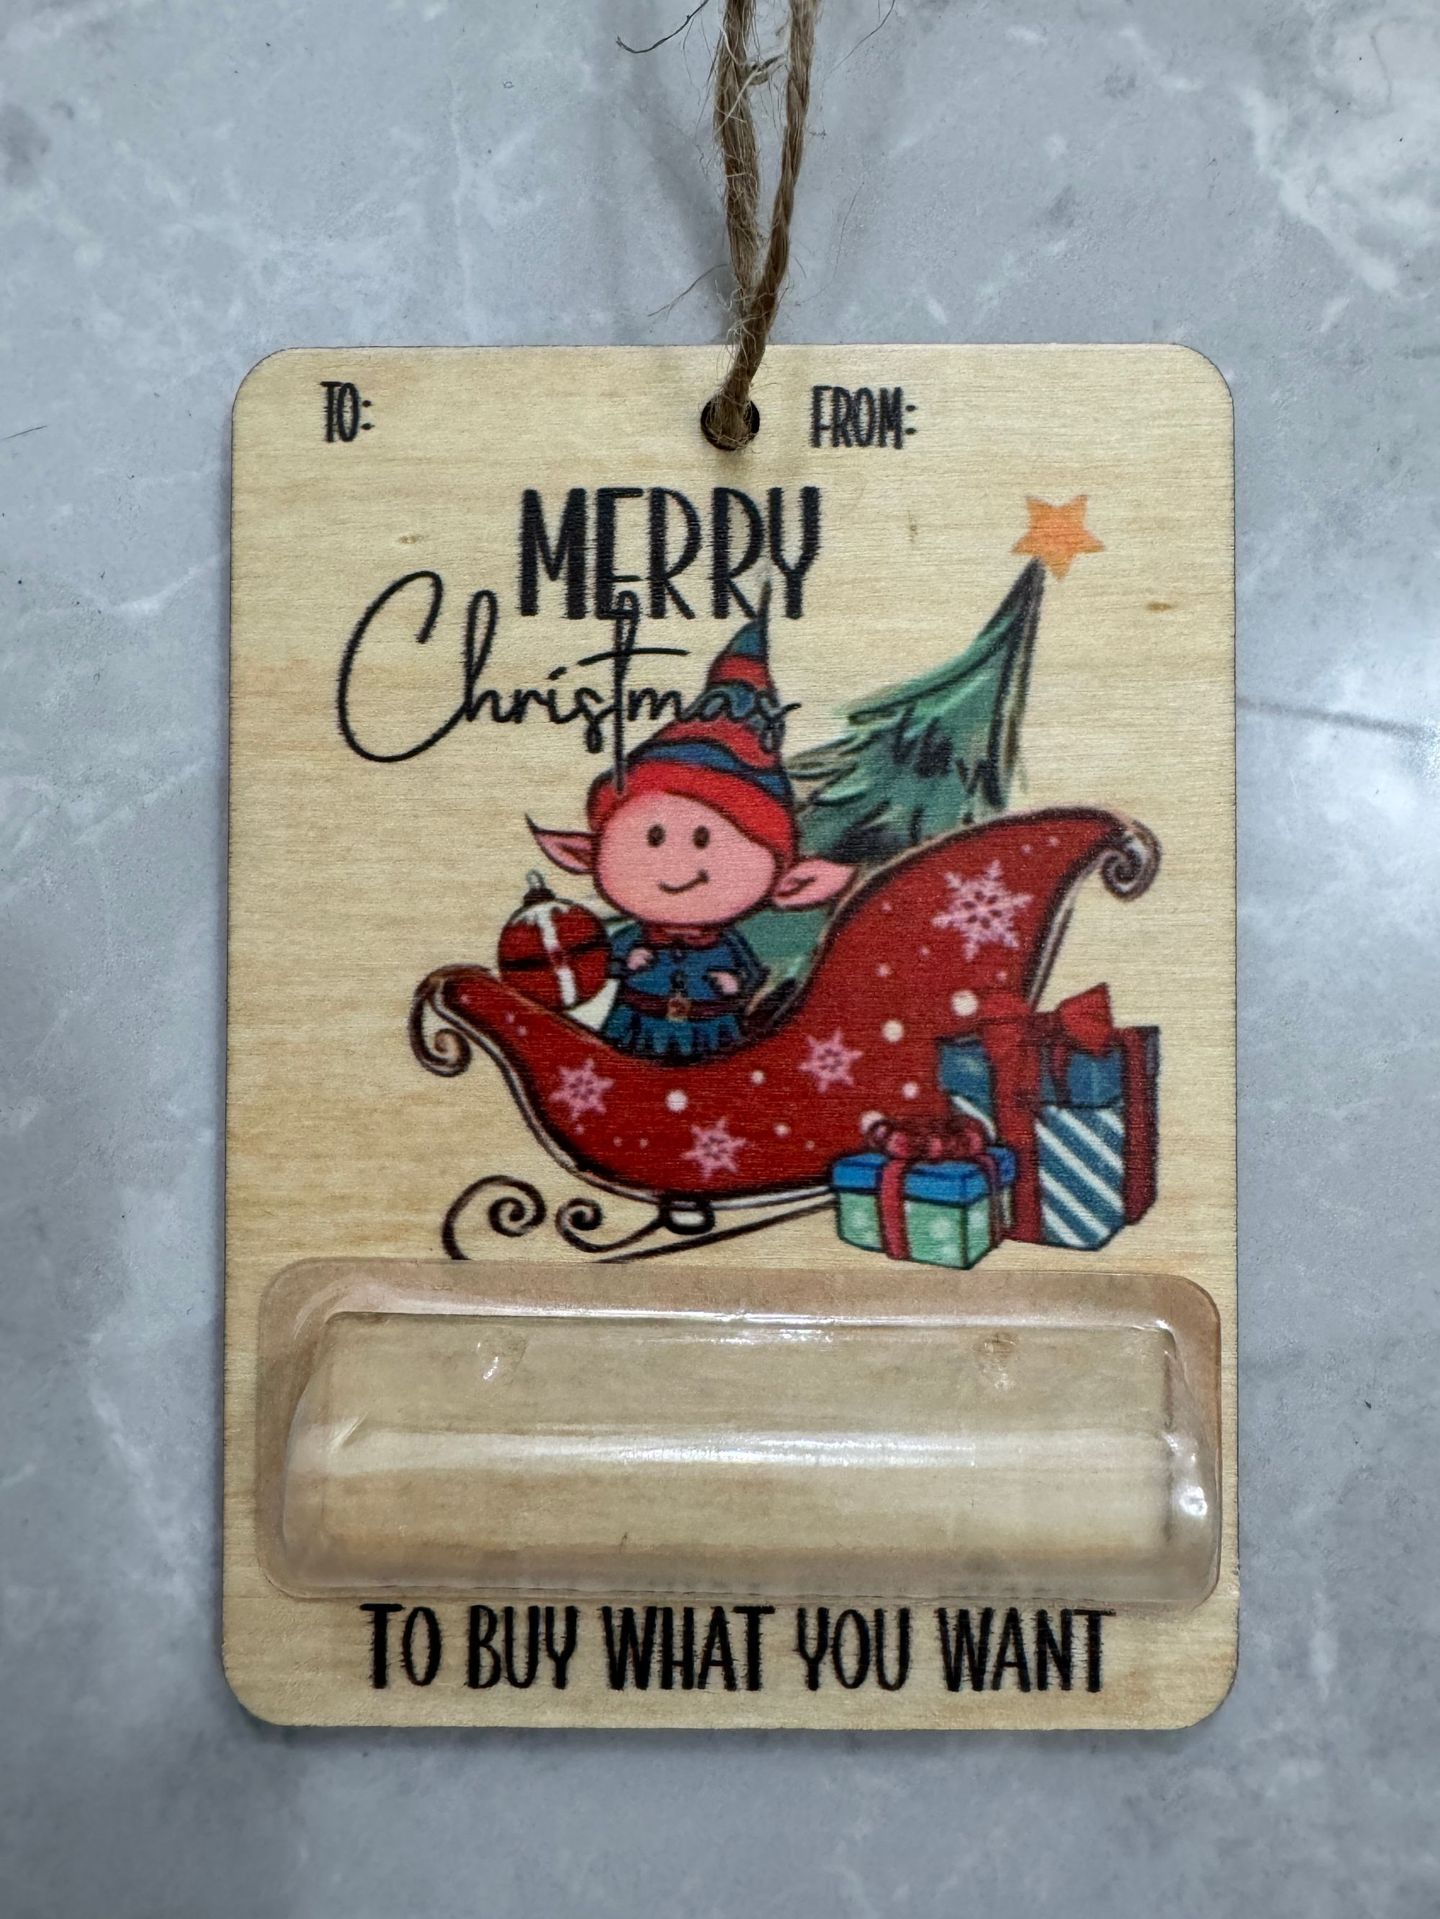 TO: FROM:
MERRY
Christmas
TO BUY WHAT YOU WANT